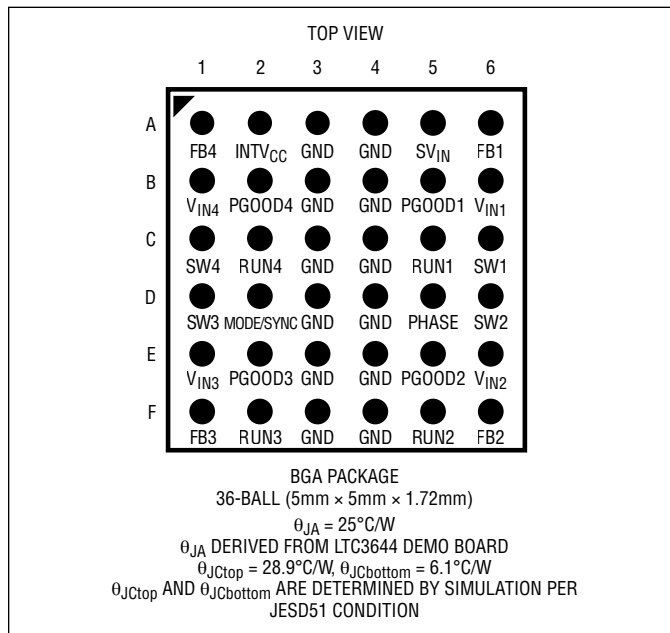 TOP VIEW
1 2 3 4 5 6
A
FB4 INTVCC GND GND SVIN FB1
B
VIN4 PGOOD4 GND GND PGOOD1 VIN1
C
SW4 RUN4 GND GND RUN1 SW1
D
SW3 MODE/SYNC GND GND PHASE SW2
E
VIN3 PGOOD3 GND GND PGOOD2 VIN2
F
FB3 RUN3 GND GND RUN2 FB2
BGA PACKAGE
36-BALL (5mm × 5mm × 1.72mm)
θJA = 25°C/W
θJA DERIVED FROM LTC3644 DEMO BOARD
θJCtop = 28.9°C/W, θJCbottom = 6.1°C/W
θJCtop AND θJCbottom ARE DETERMINED BY SIMULATION PER
JESD51 CONDITION